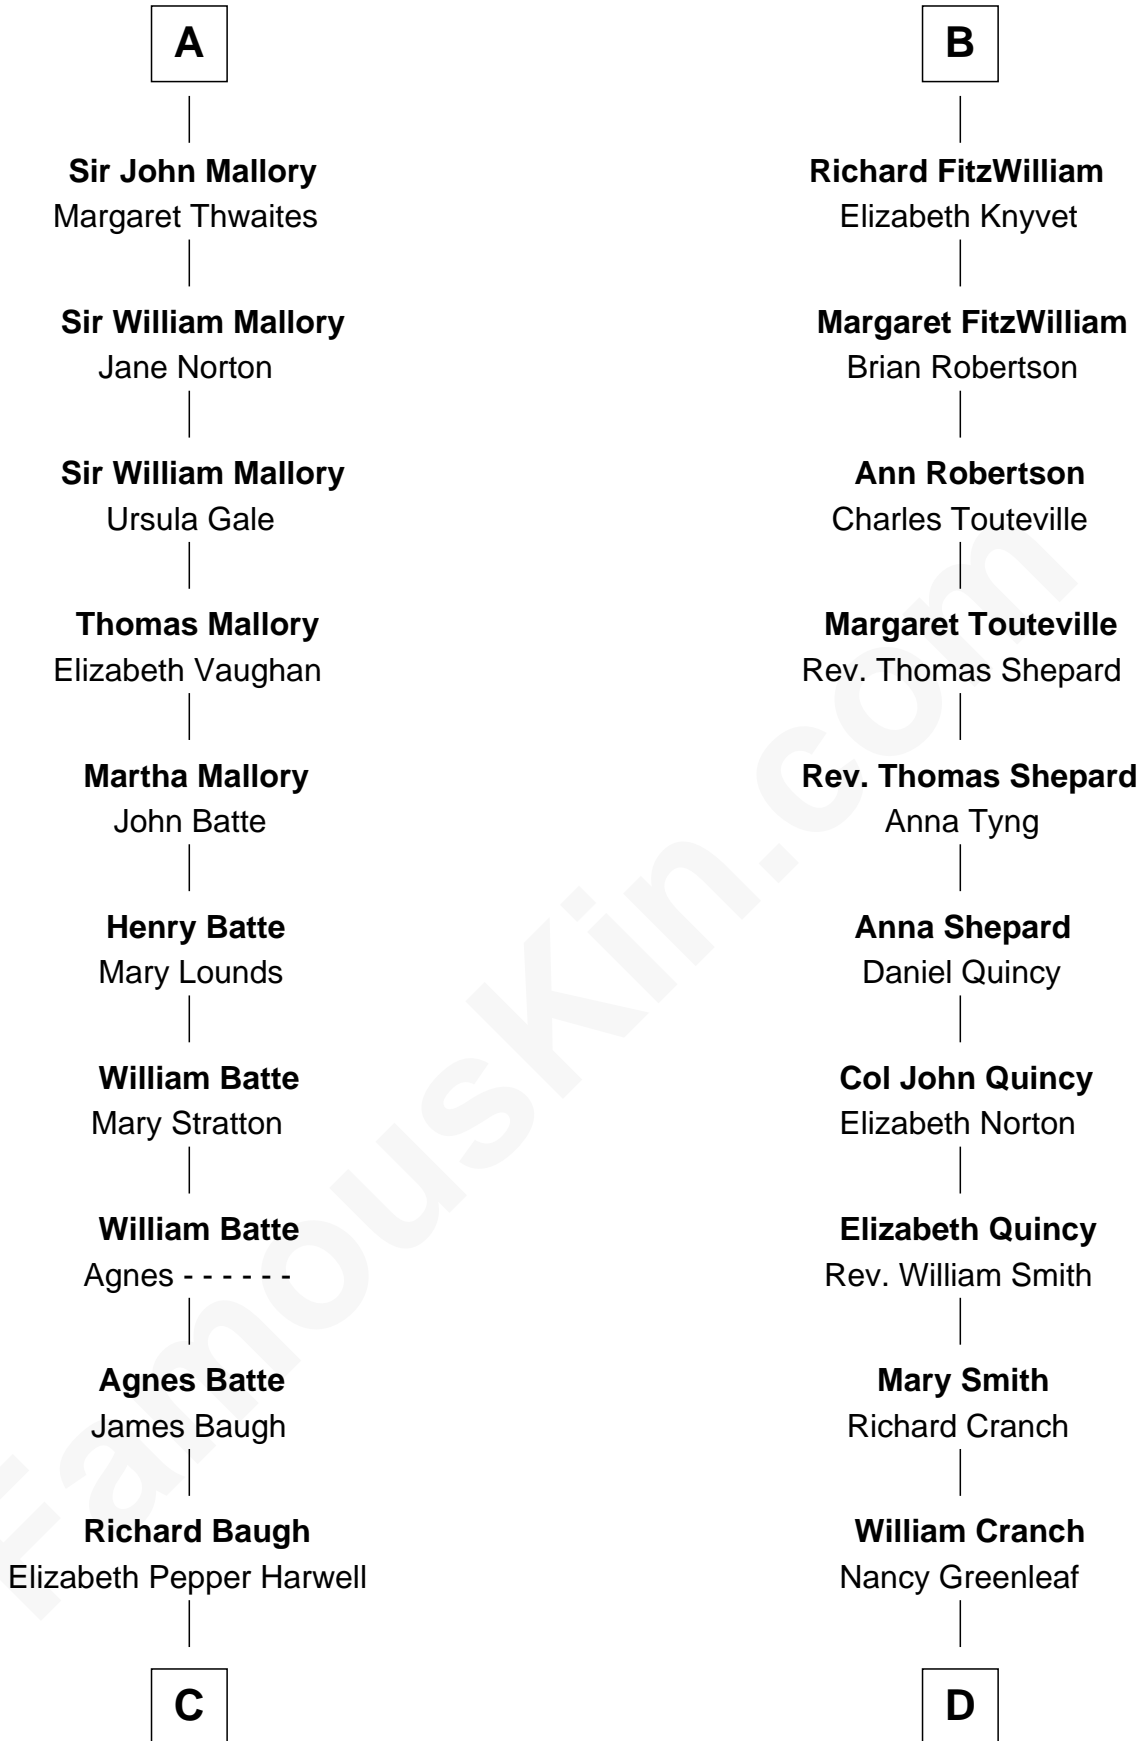 A
Sir John Mallory
Margaret Thwaites
Sir William Mallory
Jane Norton
Sir William Mallory
Ursula Gale
Thomas Mallory
Elizabeth Vaughan
Martha Mallory
John Batte
Henry Batte
Mary Lounds
William Batte
Mary Stratton
William Batte
Agnes - - - - - -
Agnes Batte
James Baugh
Richard Baugh
Elizabeth Pepper Harwell
C
B
Richard FitzWilliam
Elizabeth Knyvet
Margaret FitzWilliam
Brian Robertson
Ann Robertson
Charles Touteville
Margaret Touteville
Rev. Thomas Shepard
Rev. Thomas Shepard
Anna Tyng
Anna Shepard
Daniel Quincy
Col John Quincy
Elizabeth Norton
Elizabeth Quincy
Rev. William Smith
Mary Smith
Richard Cranch
William Cranch
Nancy Greenleaf
D
FamousKin.com